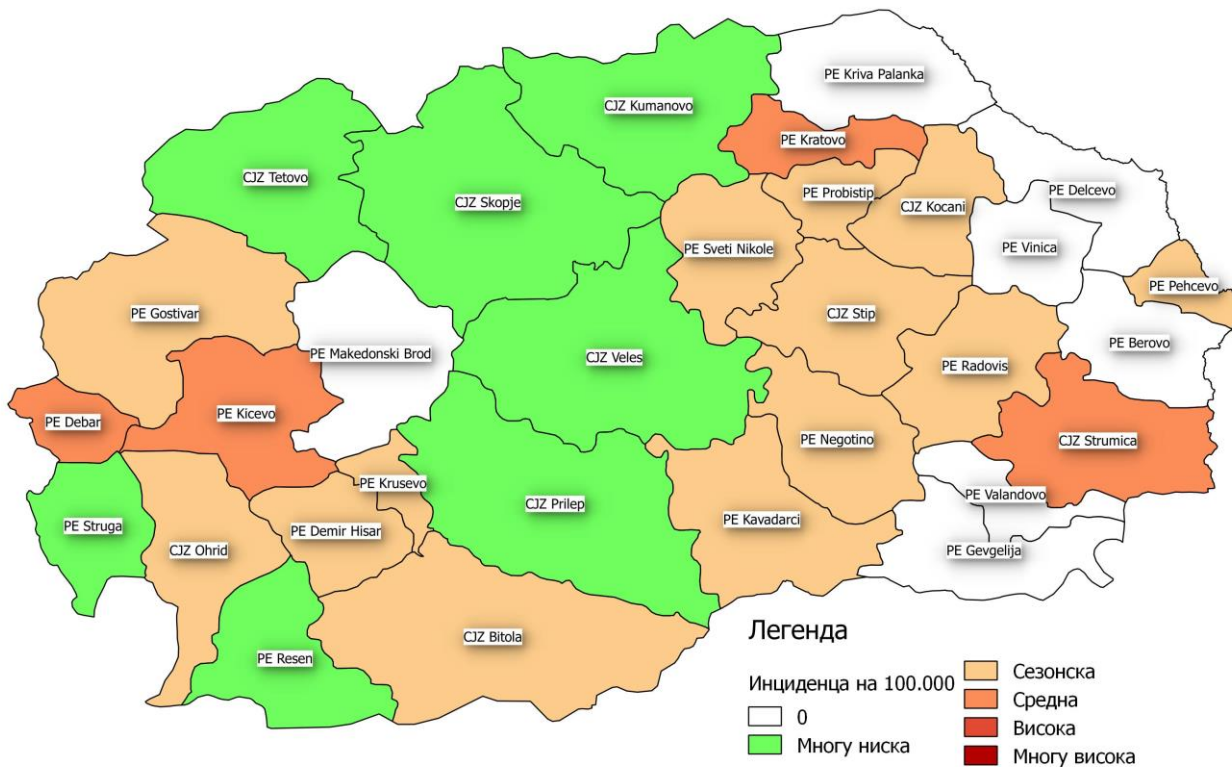 PE Kriva Palanka
CJZ Kumanovo
PE Kratovo
CJZ Tetovo
PE Probistip
PE Delcevo
CJZ Skopje
CJZ Kocani
PE Sveti Nikole
PE Vinica
PE Pehcevo
PE Gostivar
CJZ Stip
PE Makedonski Brod
CJZ Veles
PE Berovo
PE Radovis
PE Kicevo
PE Debar
PE Negotino
CJZ Strumica
PE Krusevo
PE Valandovo
CJZ Prilep
PE Struga
PE Demir Hisar
PE Kavadarci
CJZ Ohrid
PE Gevgelija
CJZ Bitola
PE Resen
Легенда
Инциденца на 100.000
0
Многу ниска
Сезонска
Средна
Висока
Многу висока